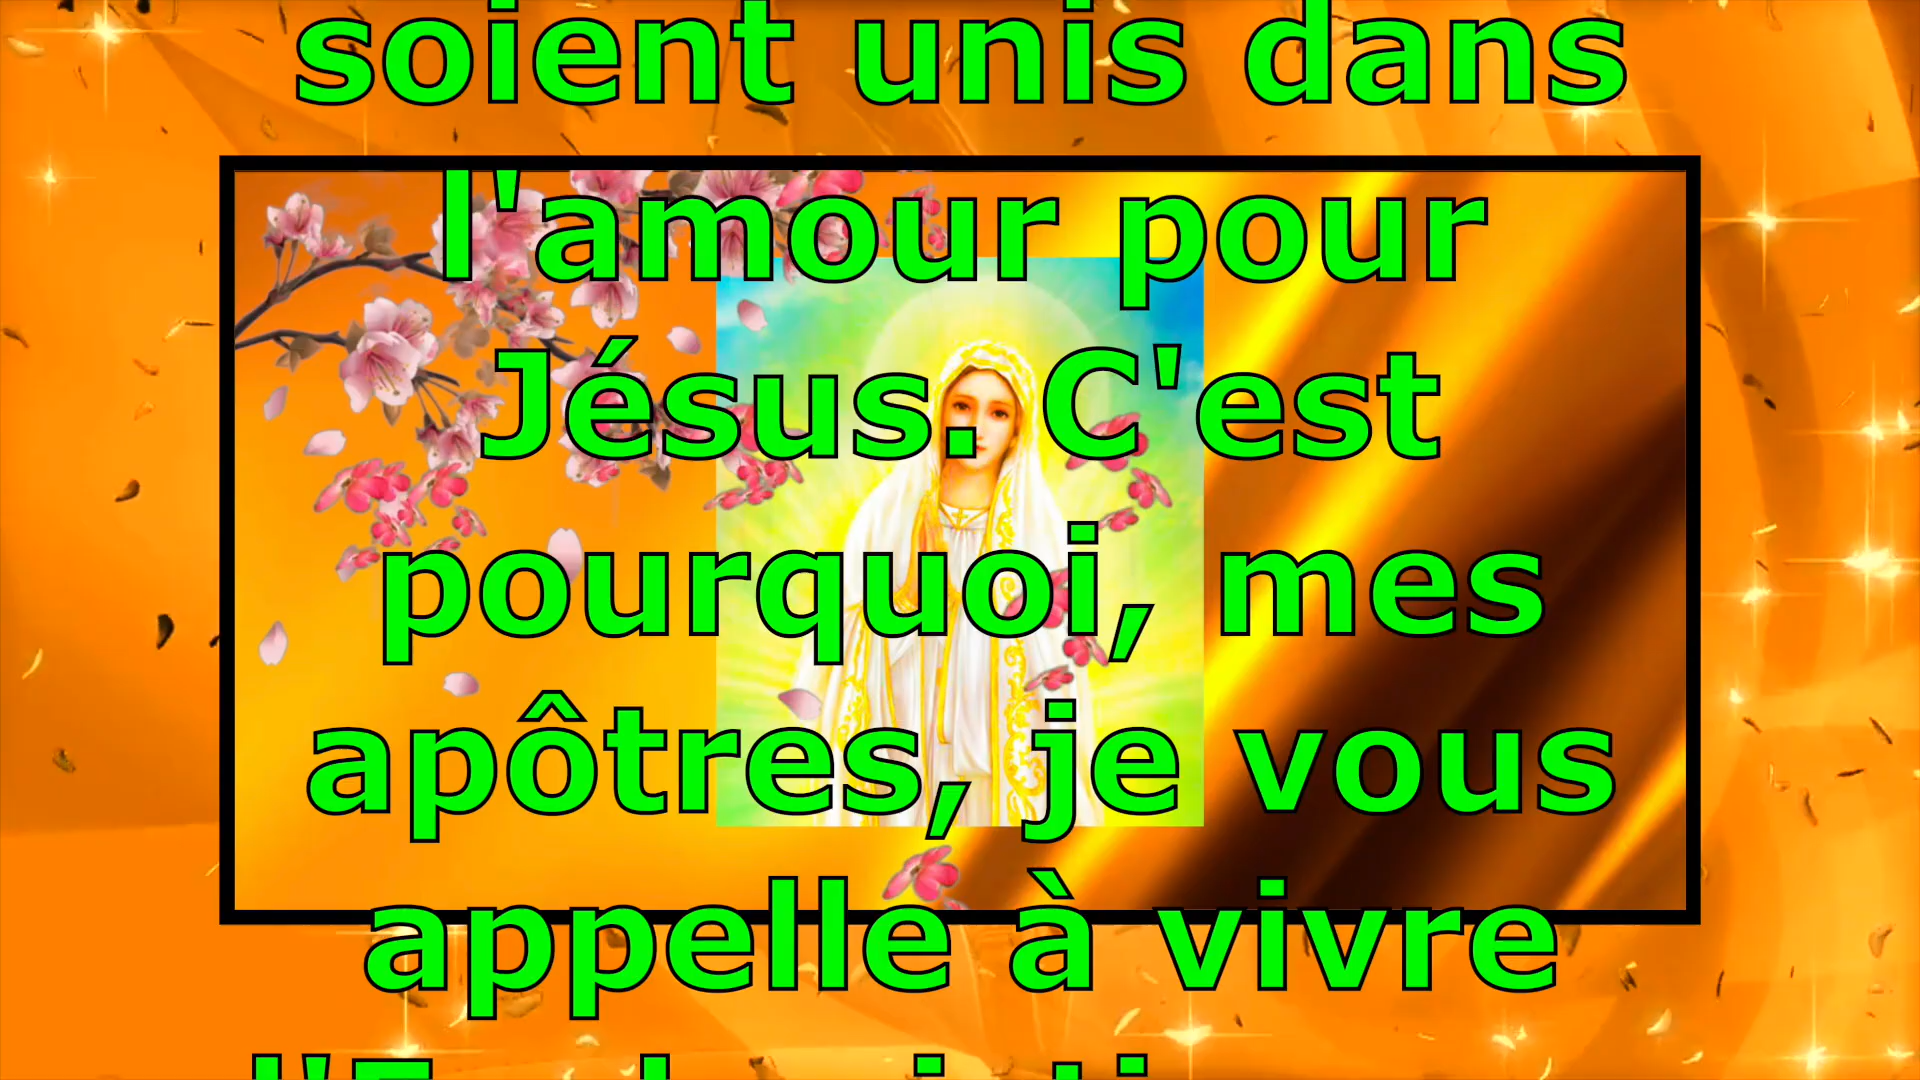 soient unis dans
l'amour pour
Jésus. C'est
pourquoi, mes
apôtres, je vous
appelle à vivre